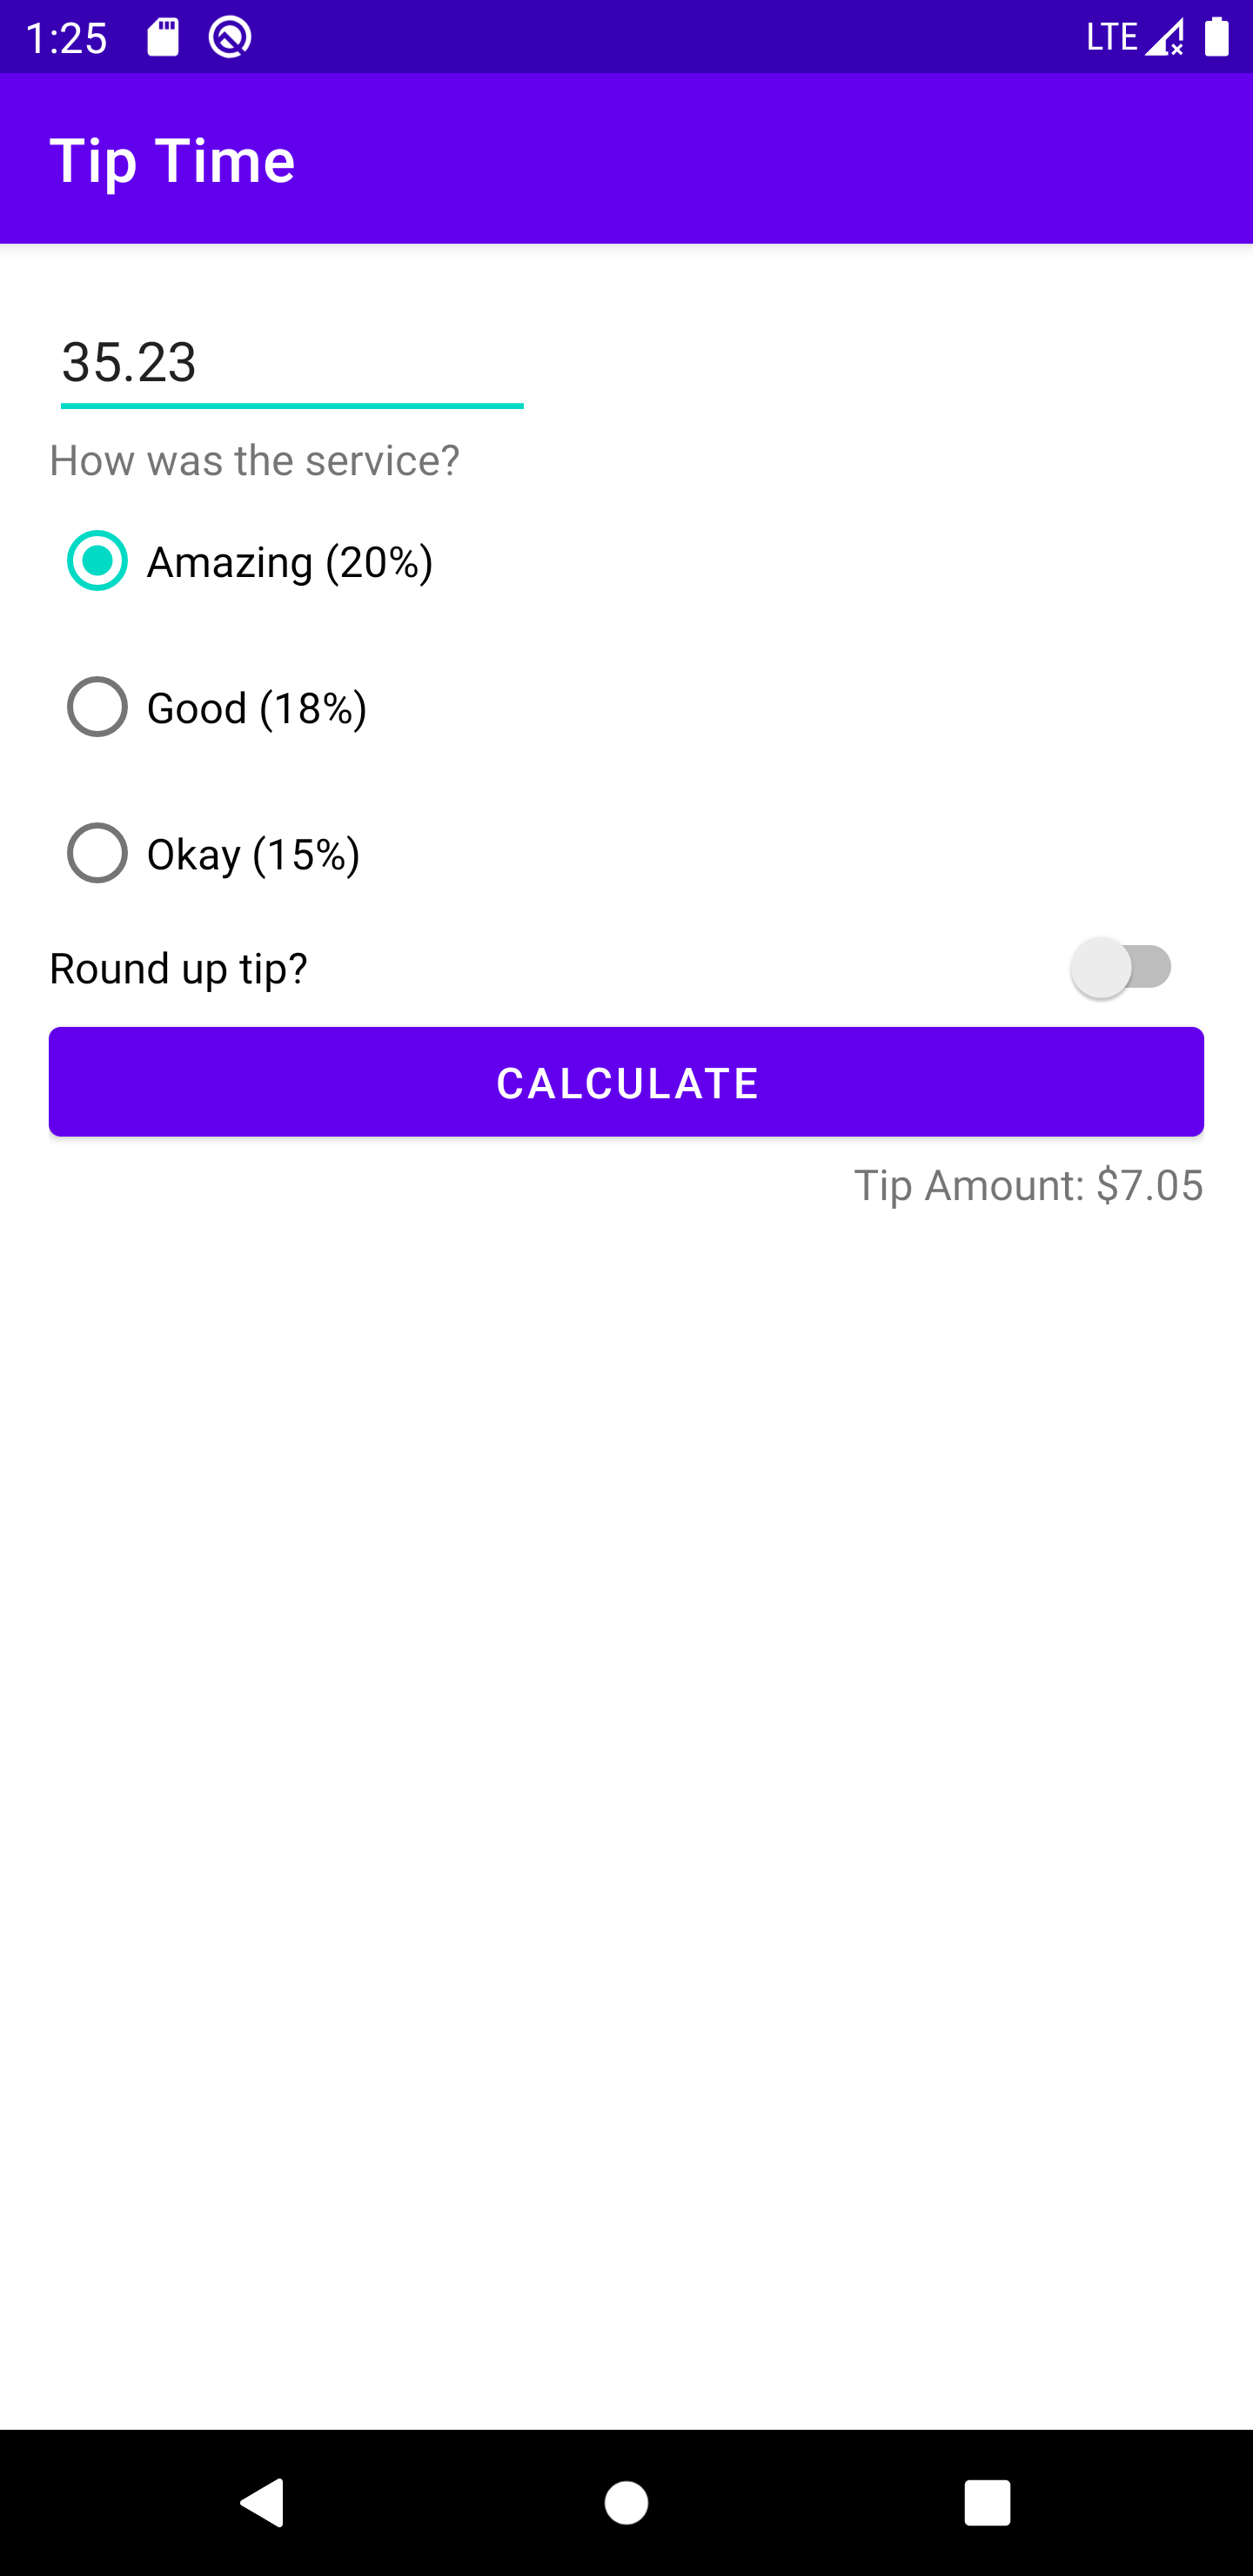 1:25 LTE
Tip Time
35.23
How was the service?
Amazing (20%)
Good (18%)
Okay (15%)
Round up tip?
CALCULATE
Tip Amount: $7.05